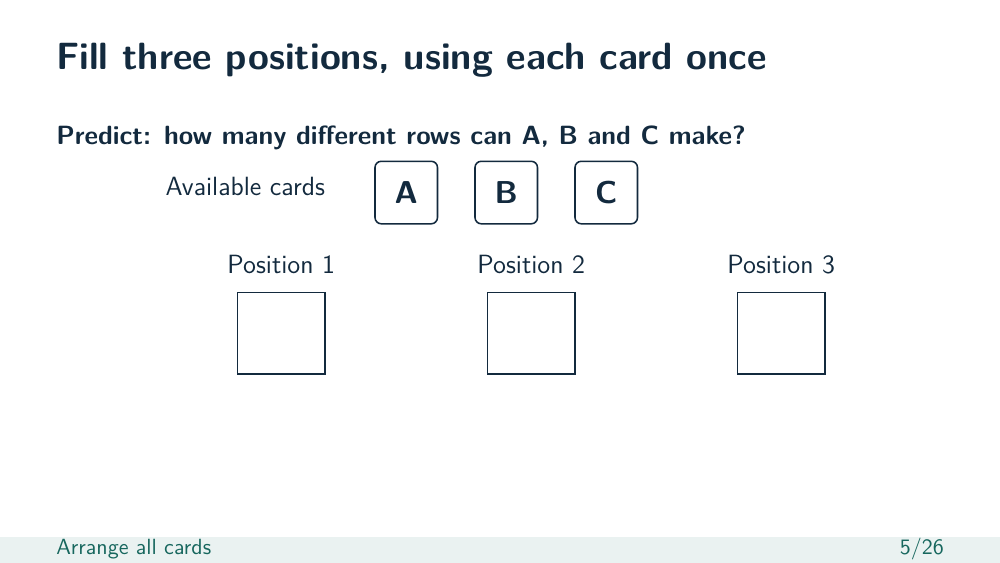 Fill three positions, using each card once
Predict: how many different rows can A, B and C make?
Available cards A B C
Position 1 Position 2 Position 3
Arrange all cards 5/26